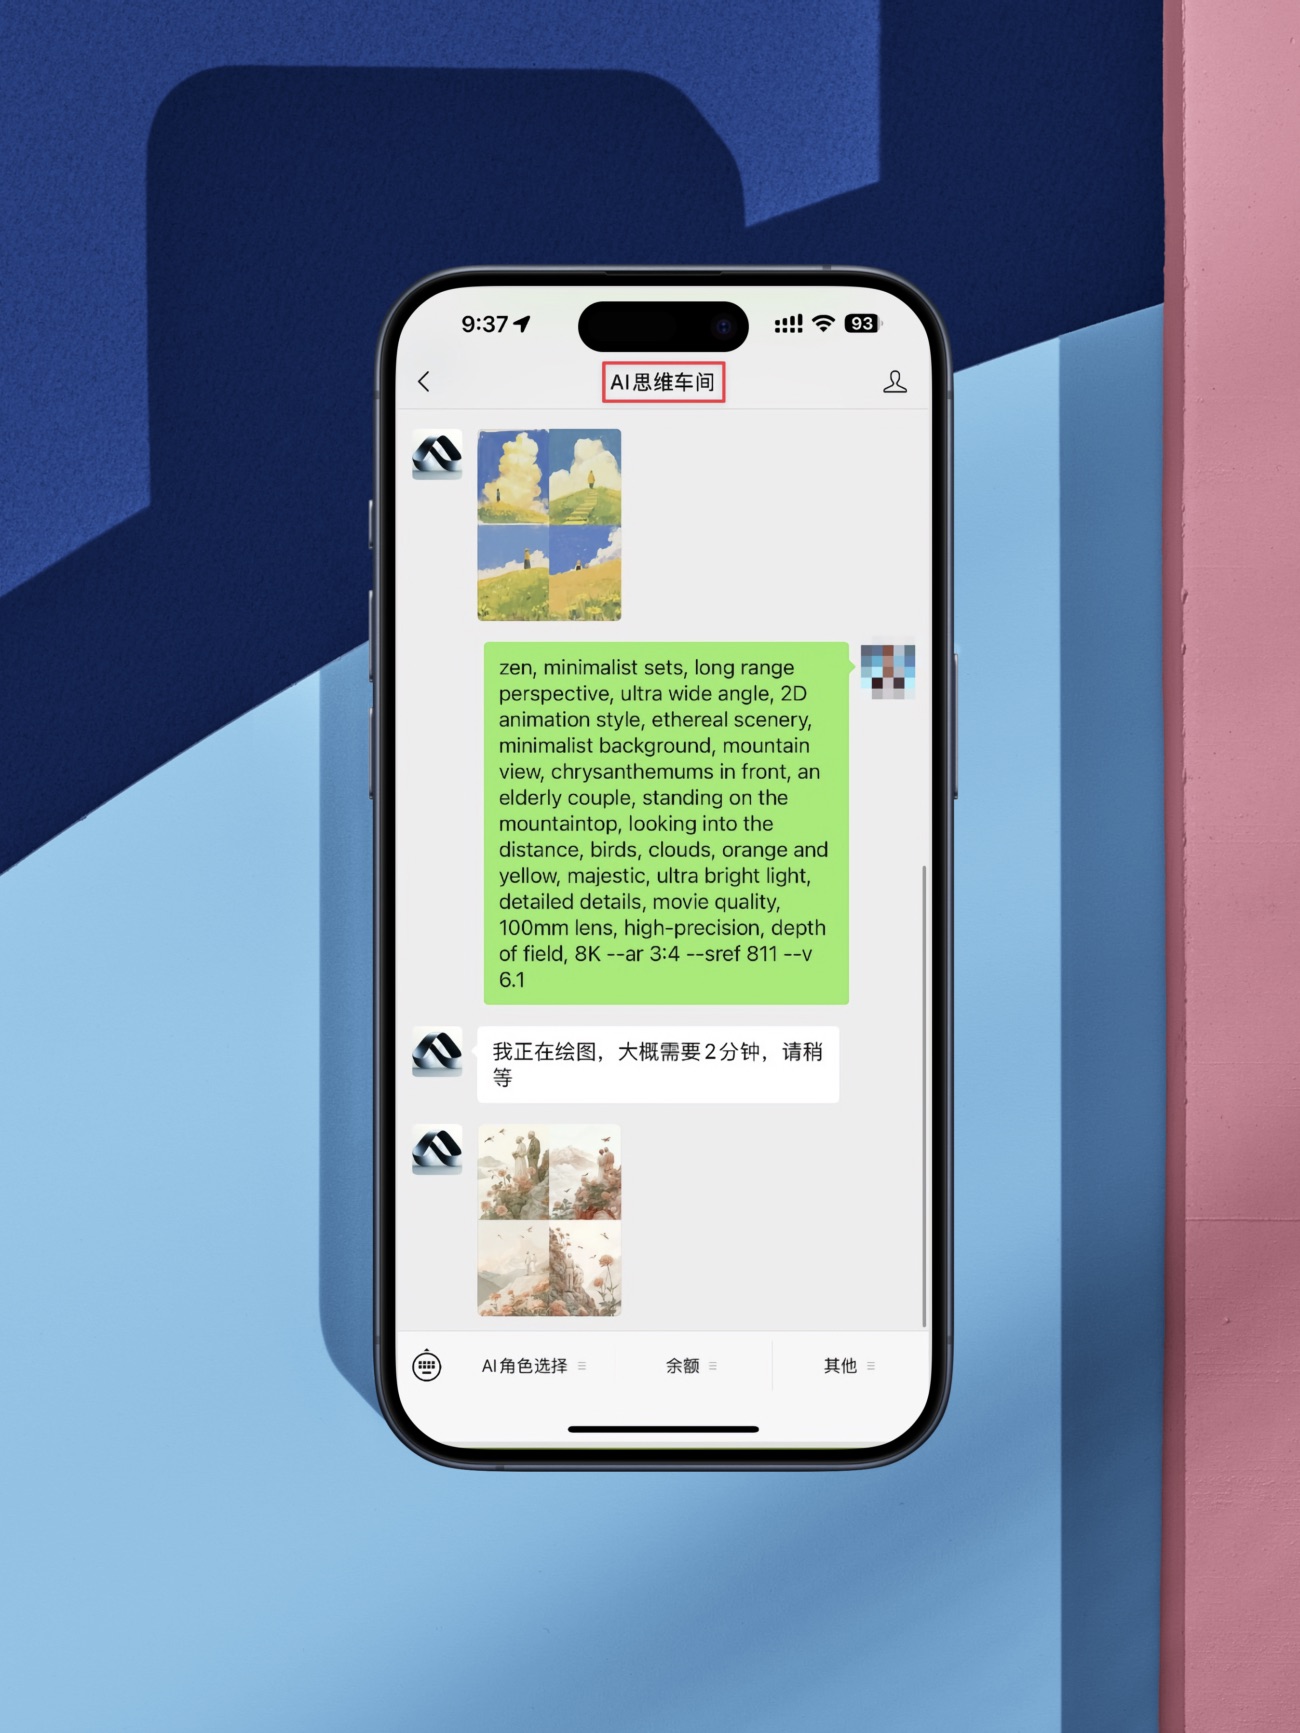 9:37
93
AI思维车间
zen, minimalist sets, long range
perspective, ultra wide angle, 2D
animation style, ethereal scenery,
minimalist background, mountain
view, chrysanthemums in front, an
elderly couple, standing on the
mountaintop, looking into the
distance, birds, clouds, orange and
yellow, majestic, ultra bright light,
detailed details, movie quality,
100mm lens, high-precision, depth
of field, 8K --ar 3:4 --sref 811 --v
6.1
我正在绘图，大概需要2分钟，请稍
等
AI角色选择
余额
其他